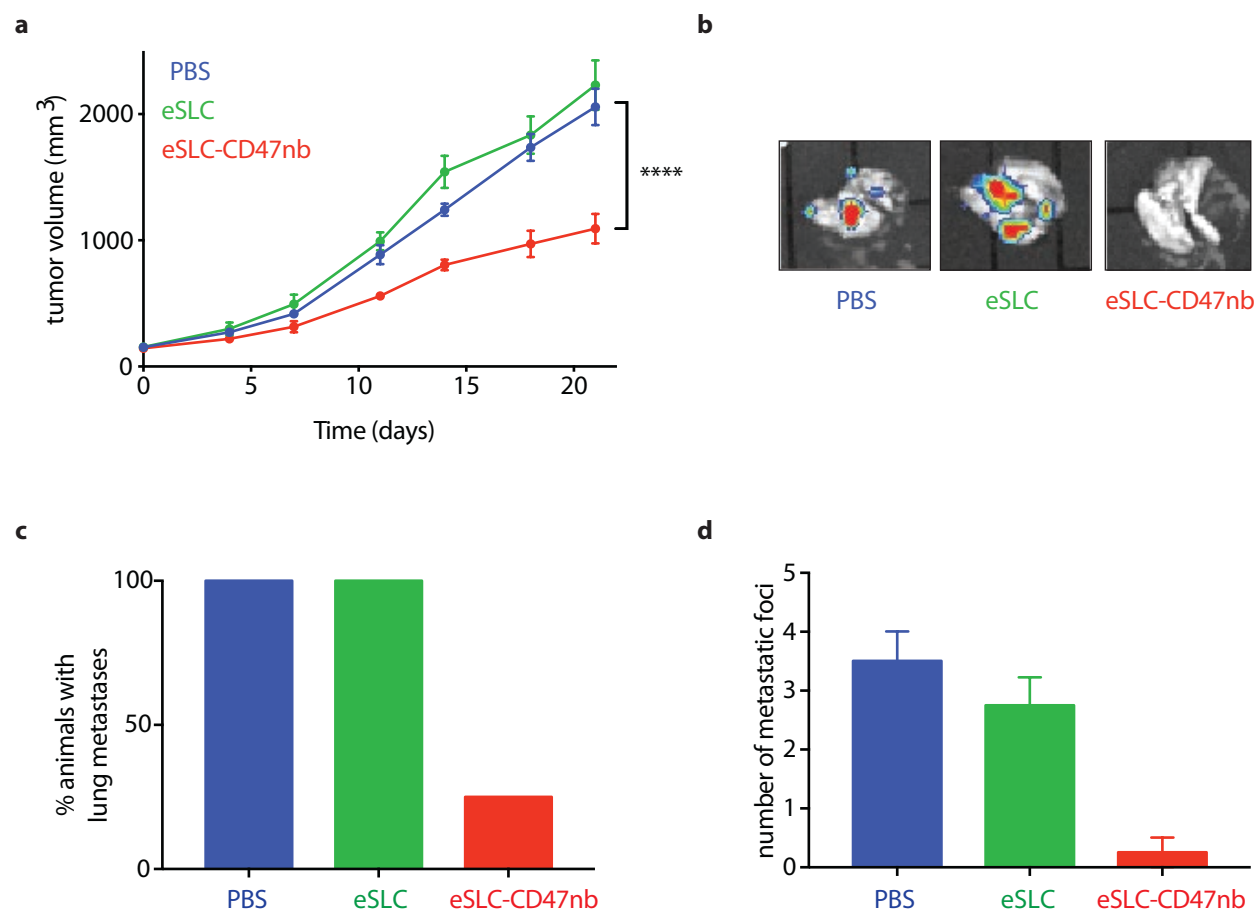 a
PBS
eSLC
eSLC-CD47nb
tumor volume (mm³)
2000
1000
0
0 5 10 15 20
Time (days)
****
b
PBS eSLC eSLC-CD47nb
c
% animals with
lung metastases
100
50
0
PBS eSLC eSLC-CD47nb
d
number of metastatic foci
5
4
3
2
1
0
PBS eSLC eSLC-CD47nb